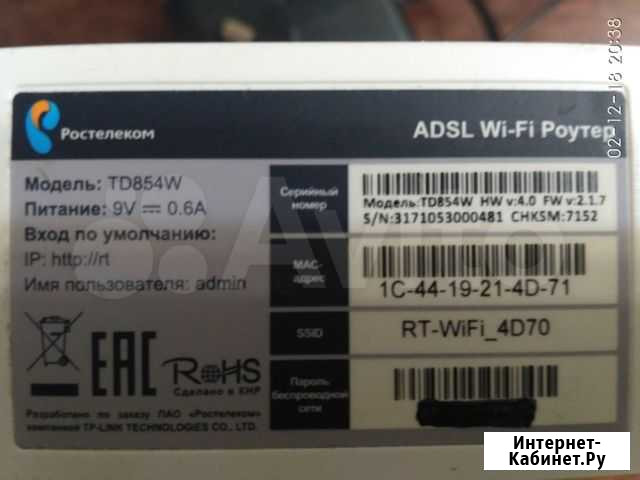 Ростелеком
ADSL Wi-Fi Роутер
Модель: TD854W
Питание: 9V 0.6A
Вход по умолчанию:
IP: http://rt
Имя пользователя: admin
EAC
RoHS
Сделано в КНР
Разработано по заказу ПАО «Ростелеком»
компанией TP-LINK TECHNOLOGIES CO., LTD.
Серийный
номер
Модель:TD854W HW v:4.0 FW v:2.1.7
S/N:3171053000481 CHKSM:7152
MAC-
адрес
1C-44-19-21-4D-71
SSID
RT-WiFi_4D70
Пароль
беспроводной
сети
02-12-18 20:38
Avito
Интернет-
Кабинет.Ру